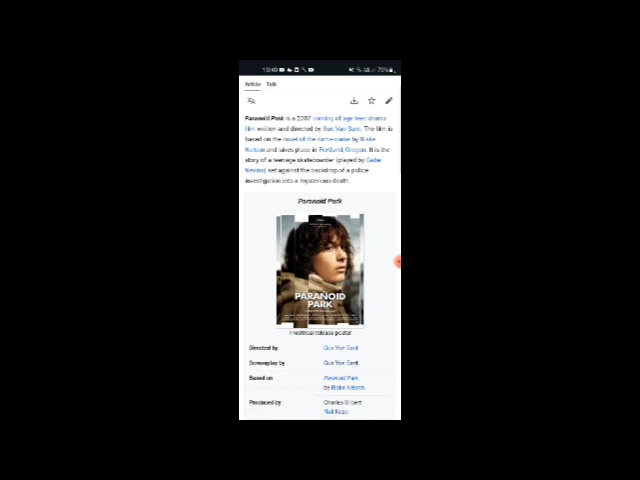 Article Talk
Paranoid Park is a 2007 coming of age teen drama
film written and directed by Gus Van Sant. The film is
based on the novel of the same name by Blake
Nelson and takes place in Portland, Oregon. It is the
story of a teenage skateboarder (played by Gabe
Nevins) set against the backdrop of a police
investigation into a mysterious death.
Paranoid Park
PARANOID
PARK
Theatrical release poster
Directed by Gus Van Sant
Screenplay by Gus Van Sant
Based on Paranoid Park
by Blake Nelson
Produced by
Neil Kopp